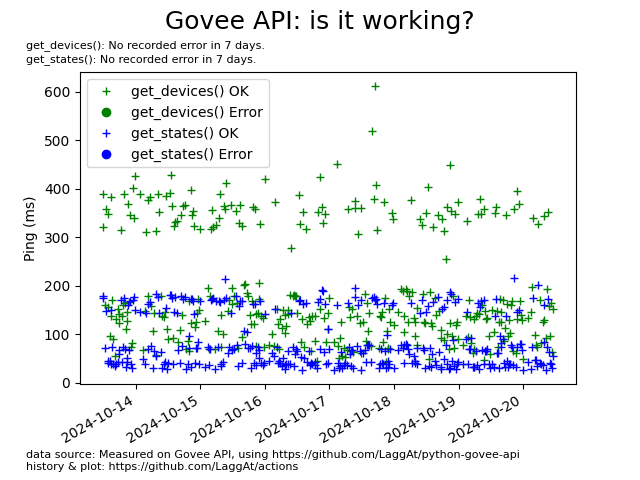 Govee API: is it working?
get_devices(): No recorded error in 7 days.
get_states(): No recorded error in 7 days.
get_devices() OK
get_devices() Error
get_states() OK
get_states() Error
Ping (ms)
600
500
400
300
200
100
0
2024-10-14
2024-10-15
2024-10-16
2024-10-17
2024-10-18
2024-10-19
2024-10-20
data source: Measured on Govee API, using https://github.com/LaggAt/python-govee-api
history & plot: https://github.com/LaggAt/actions